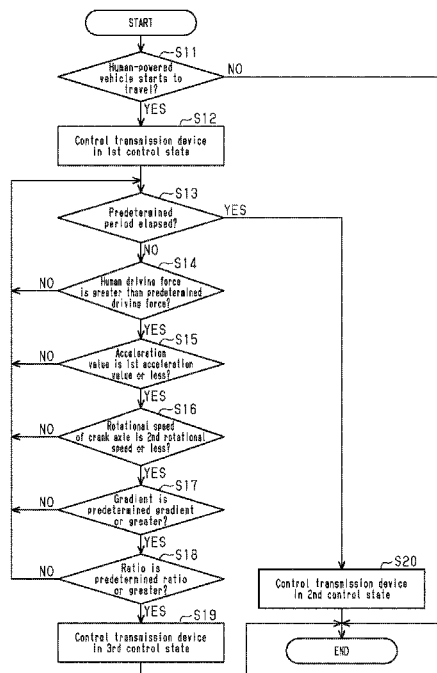 START
S11
Human-powered
vehicle starts to
travel?
NO
YES
S12
Control transmission device
in 1st control state
S13
Predetermined
period elapsed?
YES
NO
S14
Human driving force
is greater than predetermined
driving force?
NO
YES
S15
Acceleration
value is 1st acceleration
value or less?
NO
YES
S16
Rotational speed
of crank axle is 2nd rotational
speed or less?
NO
YES
S17
Gradient is
predetermined gradient
or greater?
NO
YES
S18
Ratio is
predetermined ratio
or greater?
NO
YES
S19
Control transmission device
in 3rd control state
S20
Control transmission device
in 2nd control state
END